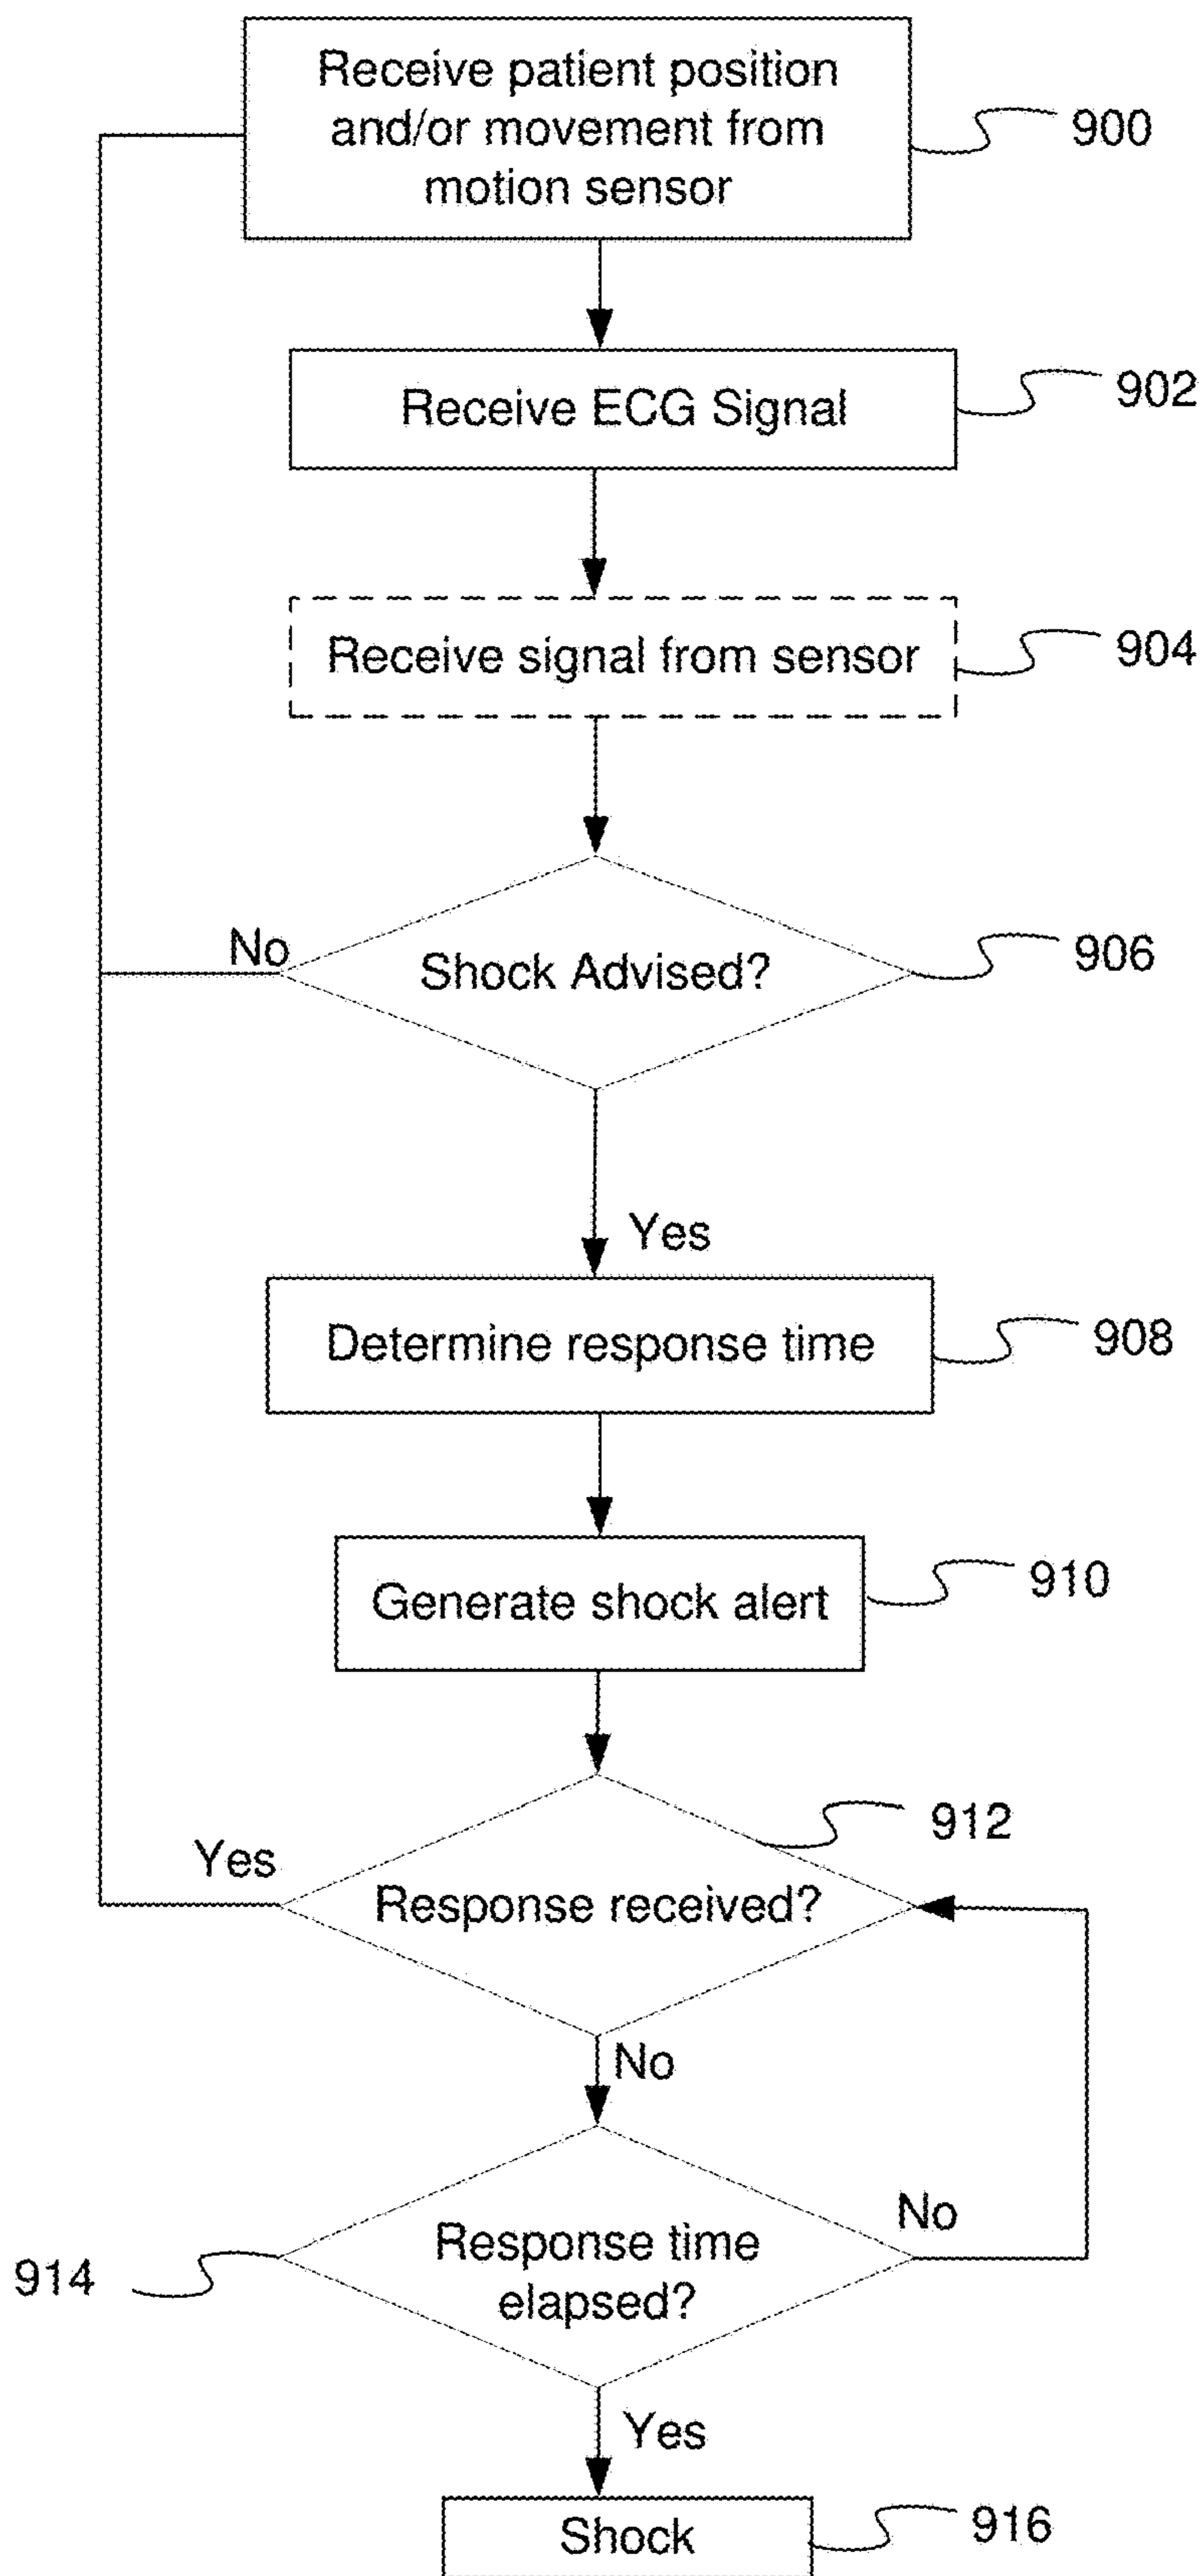 Receive patient position
and/or movement from
motion sensor
900
Receive ECG Signal
902
Receive signal from sensor
904
No
Shock Advised?
906
Yes
Determine response time
908
Generate shock alert
910
912
Yes
Response received?
No
No
Response time
elapsed?
914
Yes
Shock
916